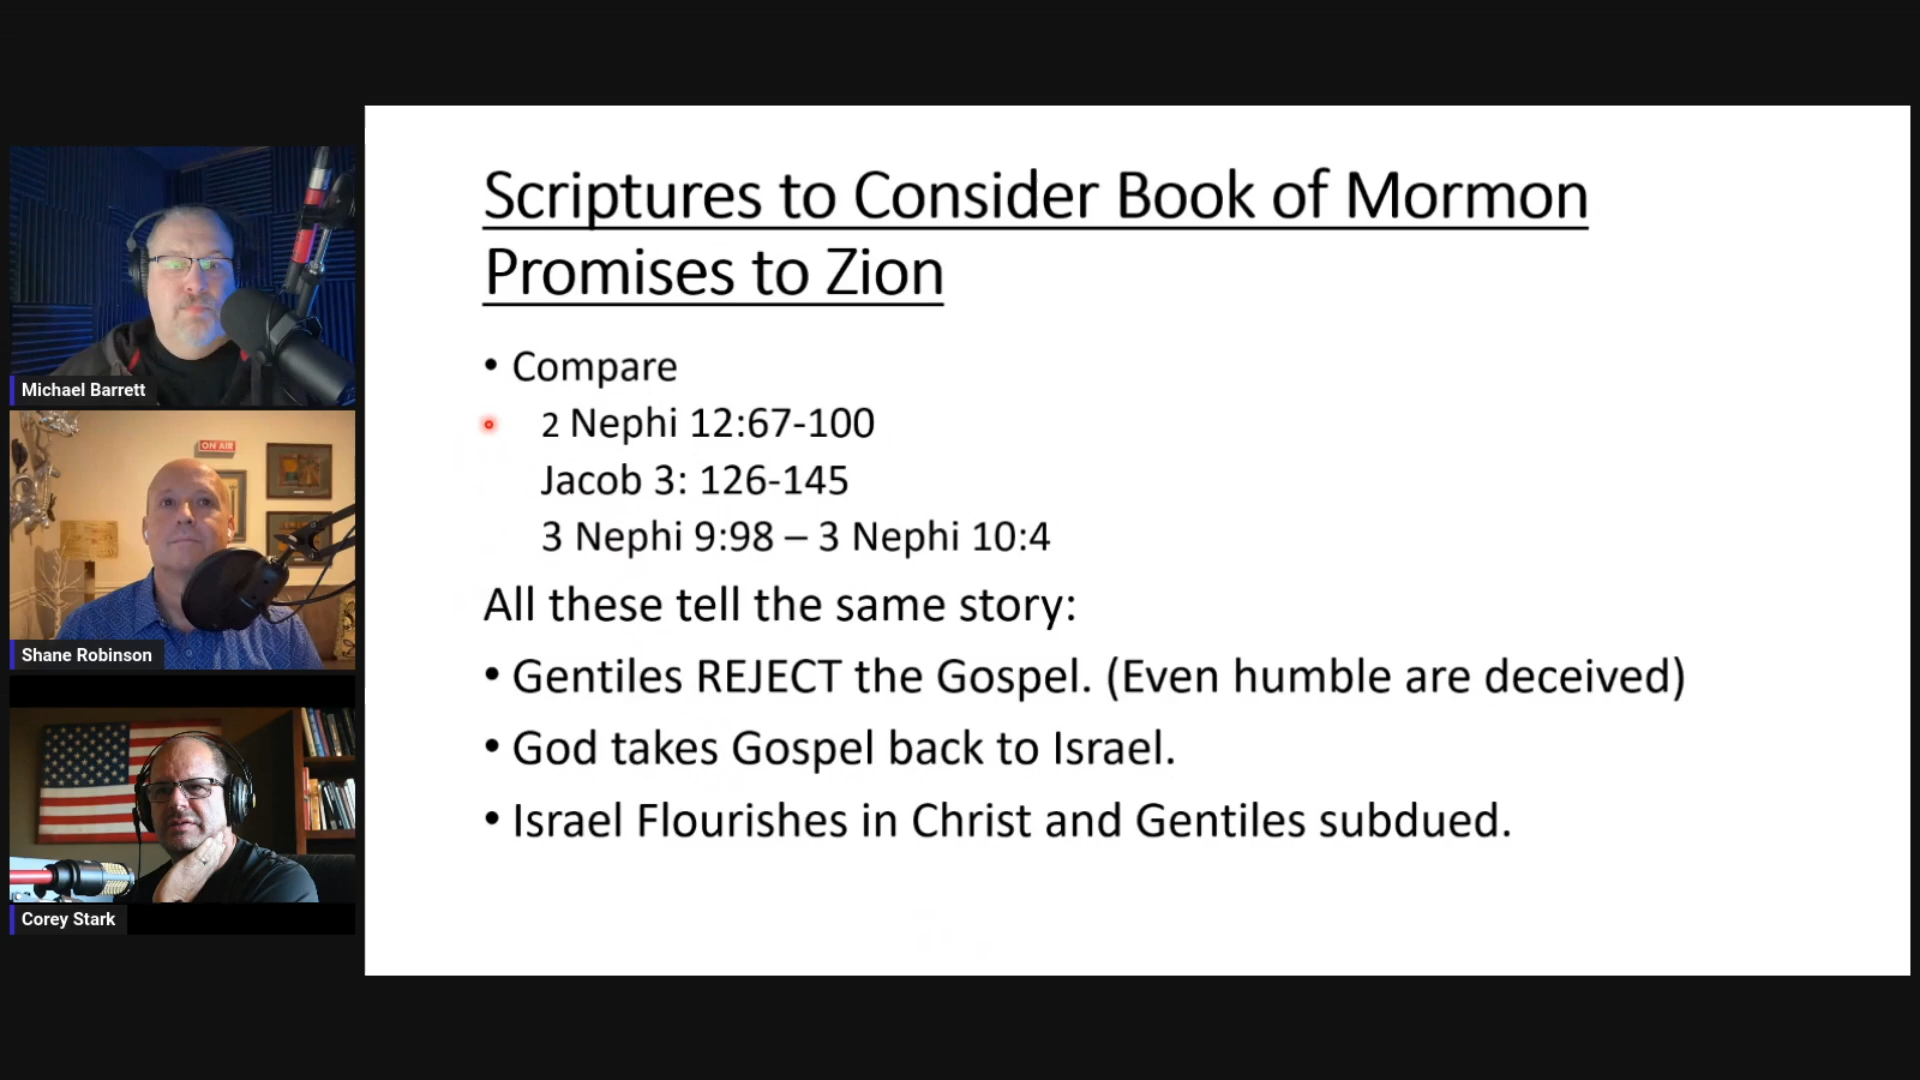 Scriptures to Consider Book of Mormon
Promises to Zion
• Compare
2 Nephi 12:67-100
Jacob 3: 126-145
3 Nephi 9:98 – 3 Nephi 10:4
All these tell the same story:
• Gentiles REJECT the Gospel. (Even humble are deceived)
• God takes Gospel back to Israel.
• Israel Flourishes in Christ and Gentiles subdued.
Michael Barrett
ON AIR
Shane Robinson
Corey Stark